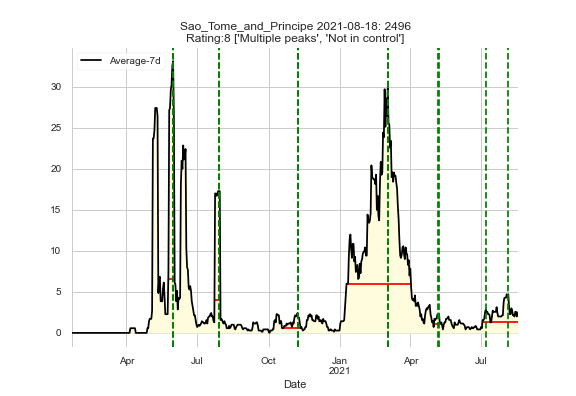 Sao_Tome_and_Principe 2021-08-18: 2496
Rating:8 ['Multiple peaks', 'Not in control']
Average-7d
30
25
20
15
10
5
0
Apr
Jul
Oct
Jan
2021
Apr
Jul
Date